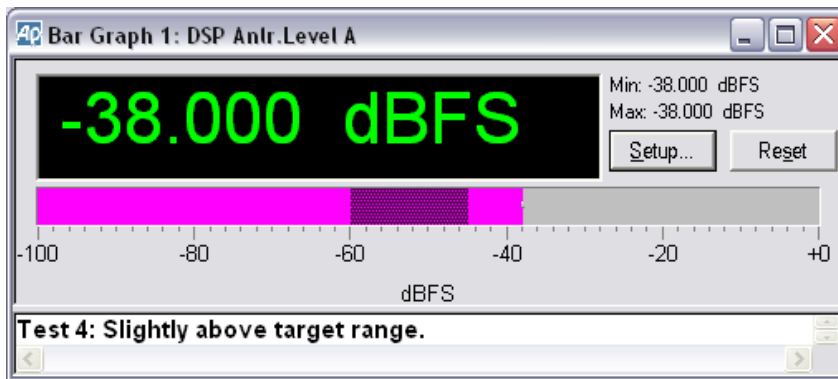 Ap Bar Graph 1: DSP Anlr.Level A
-38.000 dBFS
Min: -38.000 dBFS
Max: -38.000 dBFS
Setup... Reset
-100 -80 -60 -40 -20 +0
dBFS
Test 4: Slightly above target range.